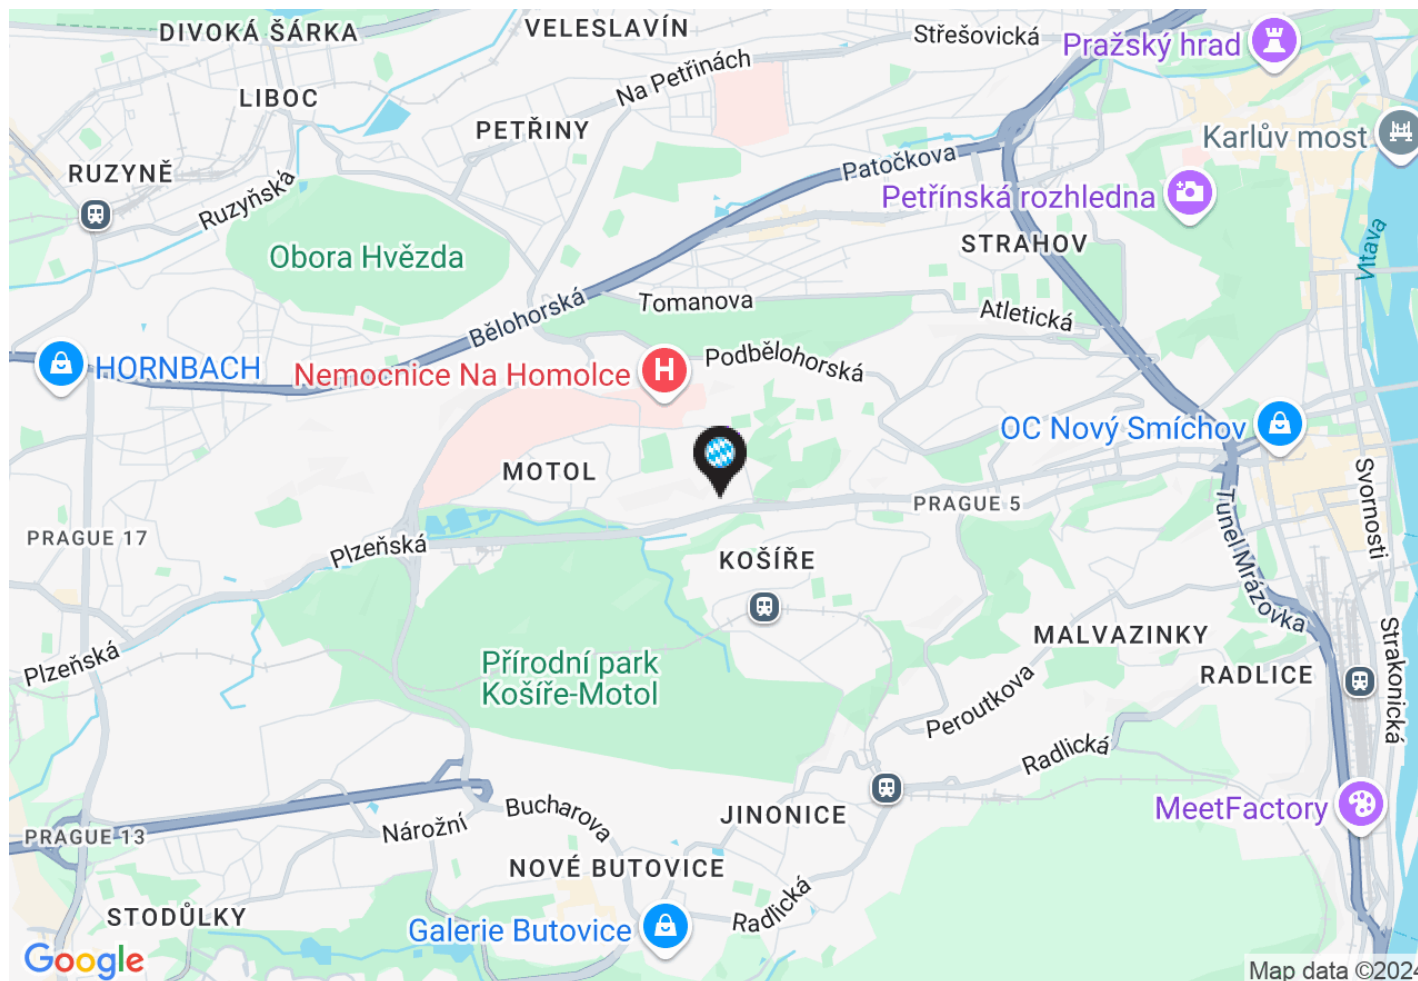 DIVOKÁ ŠÁRKA
VELESLAVÍN
Střešovická
Pražský hrad
Na Petřinách
LIBOC
PETŘINY
Karlův most
Patočkova
RUZYNĚ
Ruzyňská
Petřínská rozhledna
STRAHOV
Vltava
Obora Hvězda
Tomanova
Bělohorská
Atletická
HORNBACH
Nemocnice Na Homolce
H
Podbělohorská
OC Nový Smíchov
MOTOL
PRAGUE 5
Svornosti
PRAGUE 17
Plzeňská
Tunel Mrázovka
KOŠÍŘE
MALVAZINKY
Strakonická
Plzeňská
Přírodní park
Košíře-Motol
RADLICE
Peroutkova
Radlická
MeetFactory
PRAGUE 13
Nárožní
Bucharova
JINONICE
NOVÉ BUTOVICE
STODŮLKY
Galerie Butovice
Radlická
Google
Map data ©2024